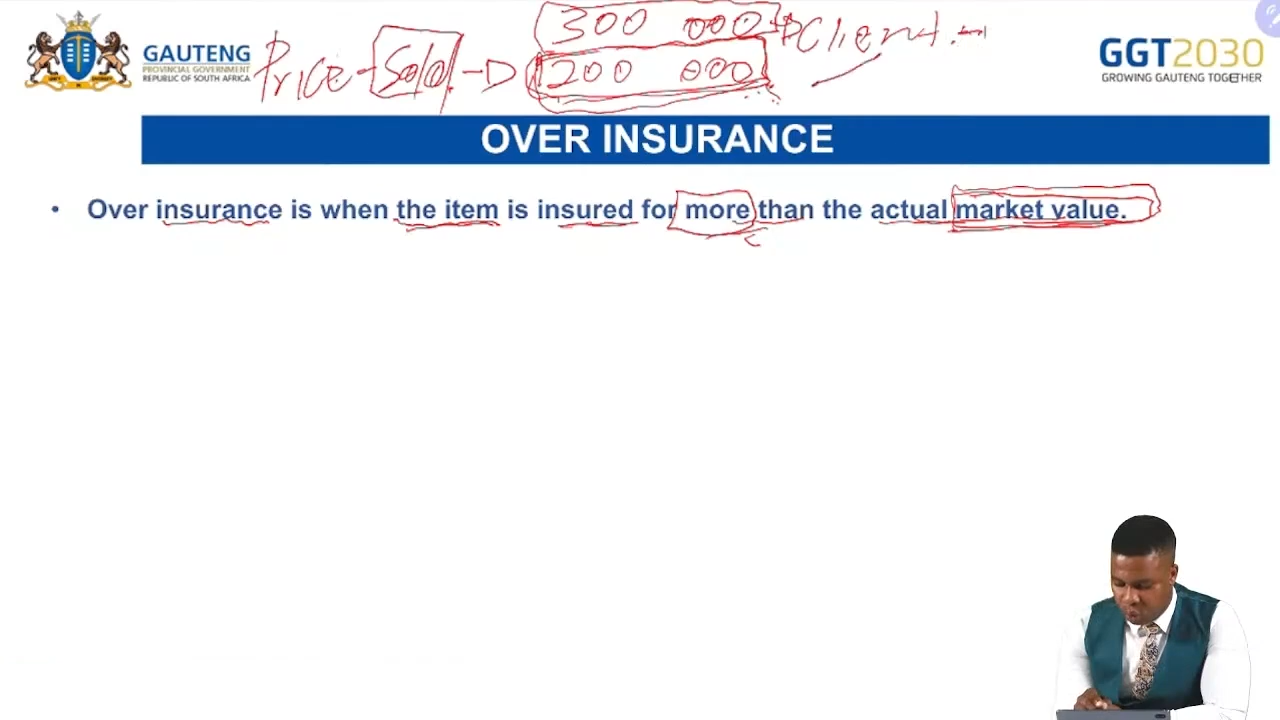 GAUTENG
PROVINCIAL GOVERNMENT
REPUBLIC OF SOUTH AFRICA
300 000 Client.
Price - Sold - 200 000
GGT2030
GROWING GAUTENG TOGETHER
OVER INSURANCE
• Over insurance is when the item is insured for more than the actual market value.